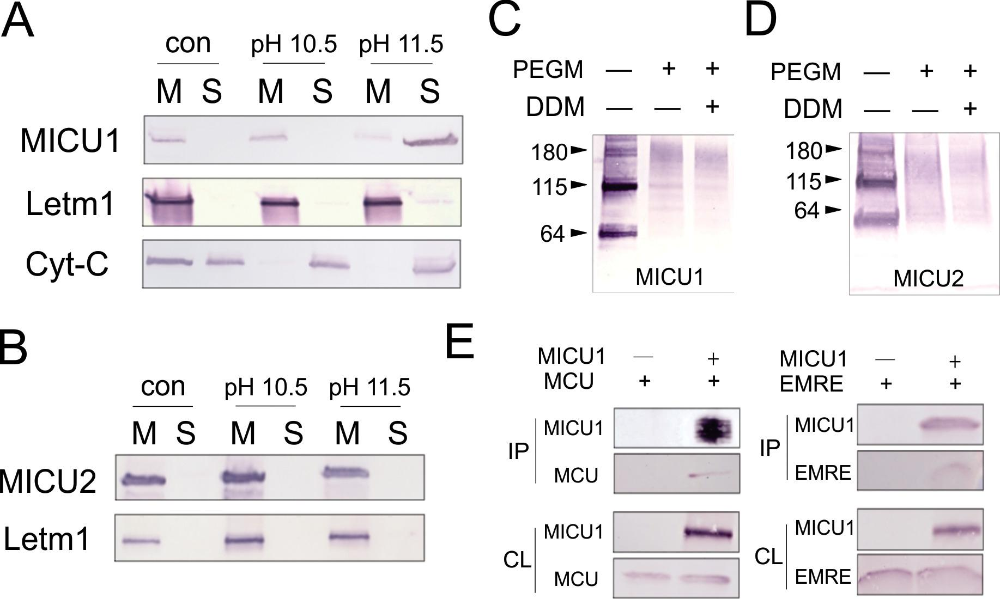 A
con pH 10.5 pH 11.5
M S M S M S
MICU1
Letm1
Cyt-C
B
con pH 10.5 pH 11.5
M S M S M S
MICU2
Letm1
C
PEGM — + +
DDM — — +
180
115
64
MICU1
D
PEGM — + +
DDM — — +
180
115
64
MICU2
E
MICU1 — +
MCU + +
IP
MICU1
MCU
CL
MICU1
MCU
MICU1 — +
EMRE + +
IP
MICU1
EMRE
CL
MICU1
EMRE